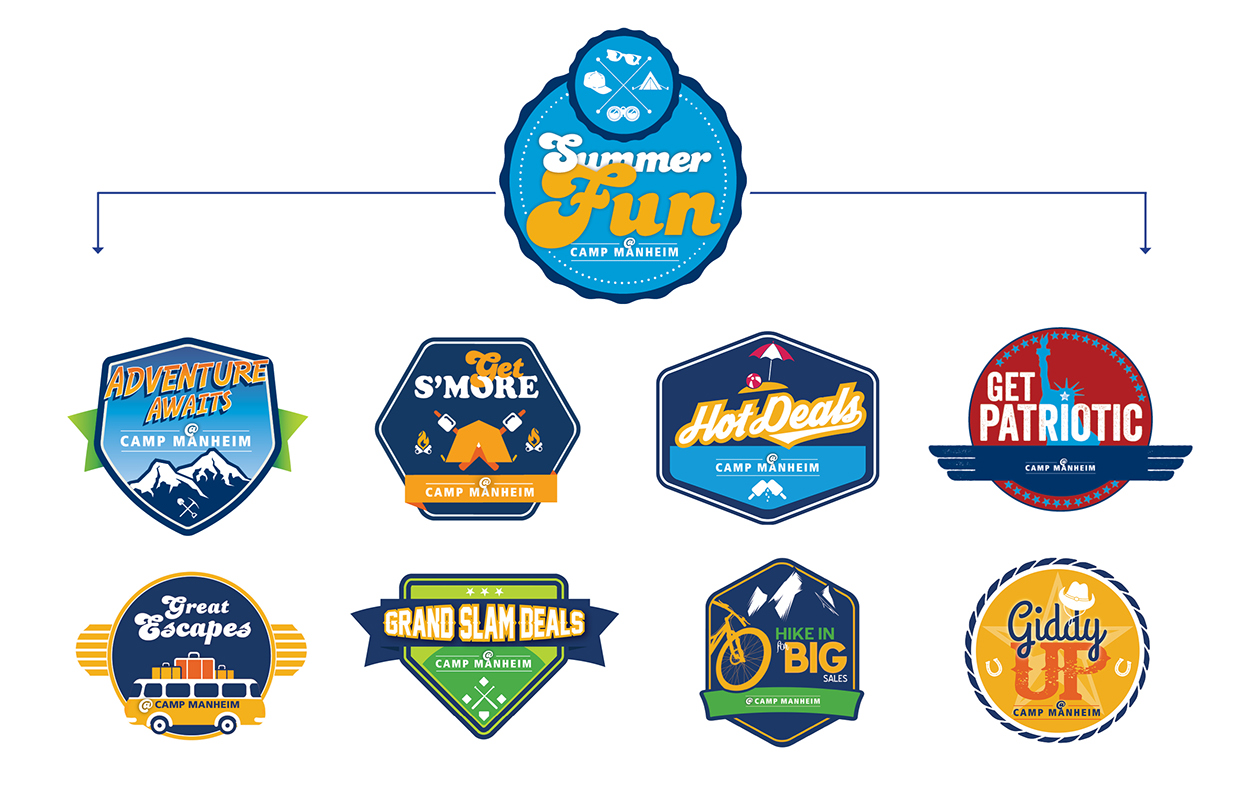 Summer
Fun
@
CAMP MANHEIM
ADVENTURE
AWAITS
@
CAMP MANHEIM
Get
S'MORE
@
CAMP MANHEIM
Hot Deals
@
CAMP MANHEIM
GET
PATRIOTIC
@
CAMP MANHEIM
Great
Escapes
@ CAMP MANHEIM
GRAND SLAM DEALS
@
CAMP MANHEIM
HIKE IN
for BIG
SALES
@ CAMP MANHEIM
Giddy
UP
@
CAMP MANHEIM